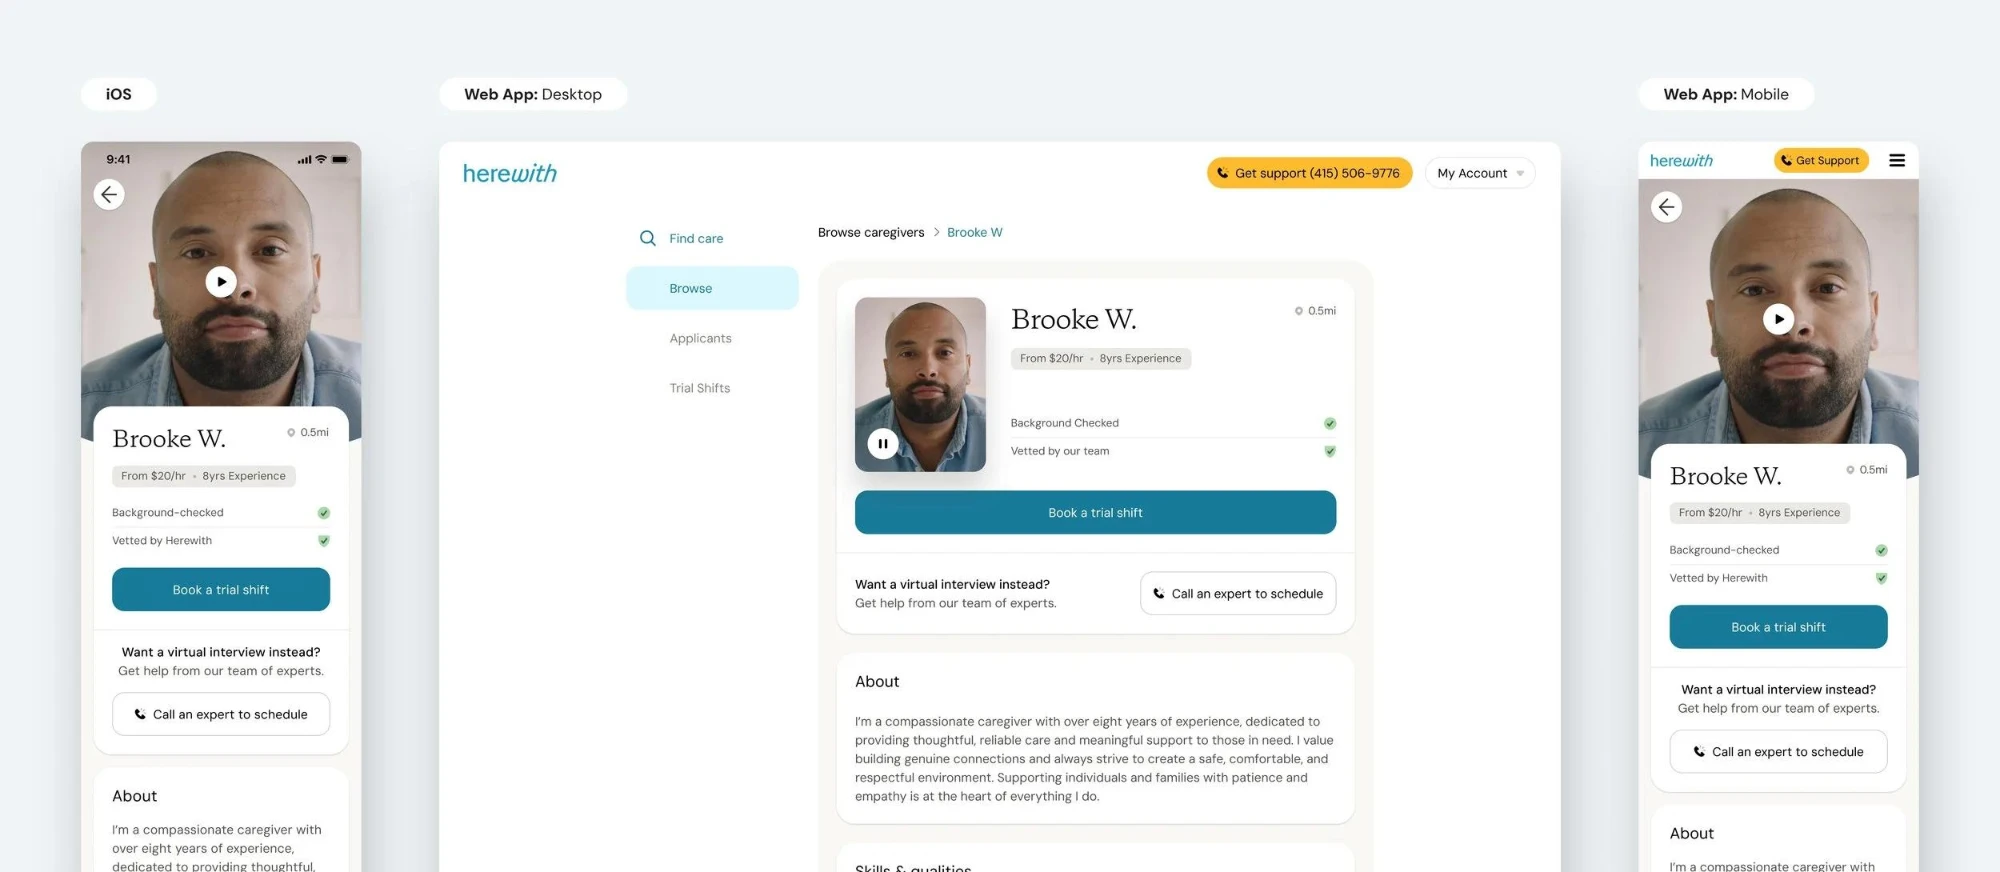 iOS
9:41
Brooke W.
0.5mi
From $20/hr • 8yrs Experience
Background-checked
Vetted by Herewith
Book a trial shift
Want a virtual interview instead?
Get help from our team of experts.
Call an expert to schedule
About
I'm a compassionate caregiver with
over eight years of experience,
dedicated to providing thoughtful,
Web App: Desktop
herewith
Get support (415) 506-9776
My Account
Find care
Browse
Applicants
Trial Shifts
Browse caregivers > Brooke W
Brooke W.
0.5mi
From $20/hr • 8yrs Experience
Background Checked
Vetted by our team
Book a trial shift
Want a virtual interview instead?
Get help from our team of experts.
Call an expert to schedule
About
I'm a compassionate caregiver with over eight years of experience, dedicated to
providing thoughtful, reliable care and meaningful support to those in need. I value
building genuine connections and always strive to create a safe, comfortable, and
respectful environment. Supporting individuals and families with patience and
empathy is at the heart of everything I do.
Skills & qualities
Web App: Mobile
herewith
Get Support
Brooke W.
0.5mi
From $20/hr • 8yrs Experience
Background-checked
Vetted by Herewith
Book a trial shift
Want a virtual interview instead?
Get help from our team of experts.
Call an expert to schedule
About
I'm a compassionate caregiver with